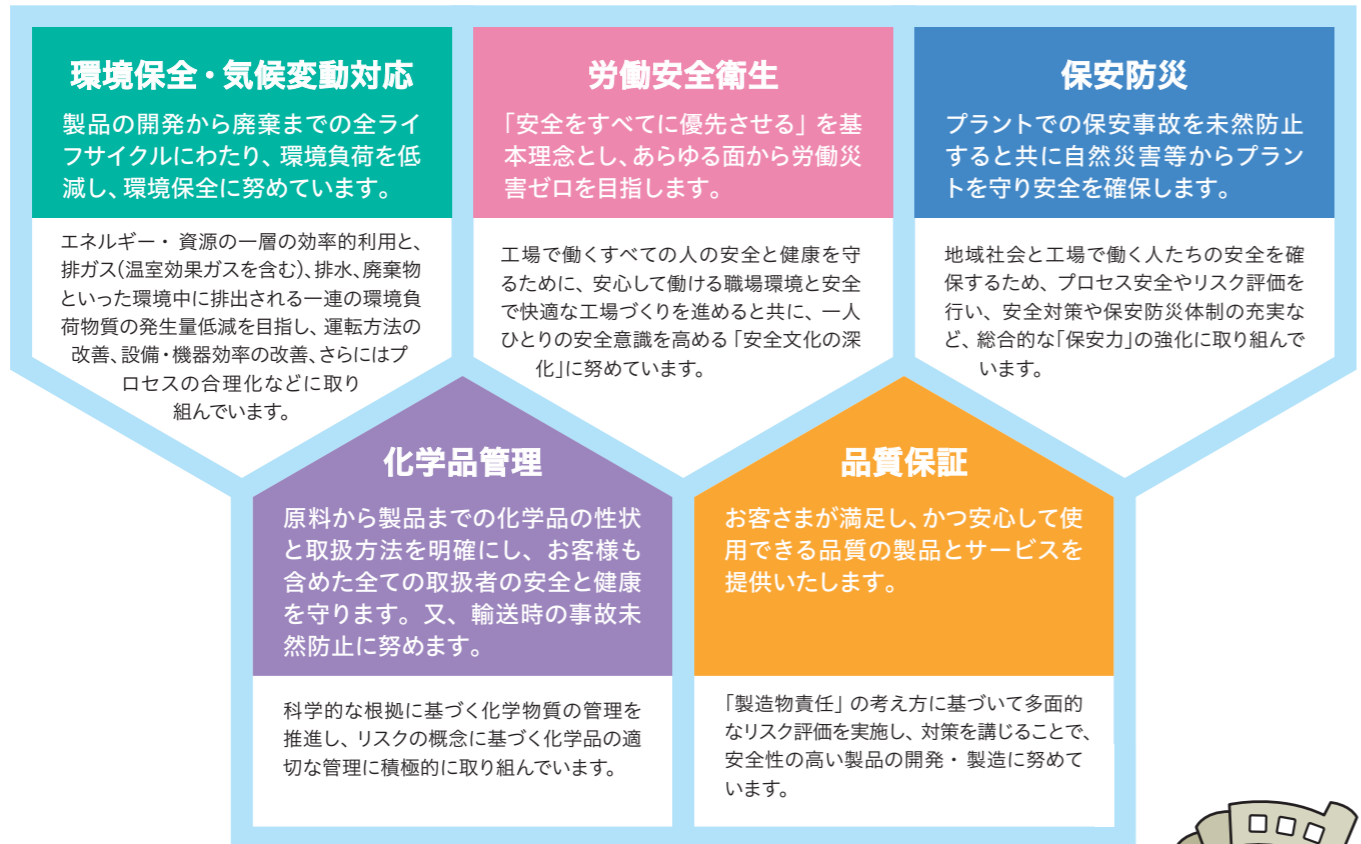 環境保全・気候変動対応
製品の開発から廃棄までの全ライ
フサイクルにわたり、環境負荷を低
減し、環境保全に努めています。
エネルギー・資源の一層の効率的利用と、
排ガス(温室効果ガスを含む)、排水、廃棄物
といった環境中に排出される一連の環境負
荷物質の発生量低減を目指し、運転方法の
改善、設備・機器効率の改善、さらにはプ
ロセスの合理化などに取り
組んでいます。
労働安全衛生
「安全をすべてに優先させる」を基
本理念とし、あらゆる面から労働災
害ゼロを目指します。
工場で働くすべての人の安全と健康を守
るために、安心して働ける職場環境と安全
で快適な工場づくりを進めると共に、一人
ひとりの安全意識を高める「安全文化の深
化」に努めています。
保安防災
プラントでの保安事故を未然防止
すると共に自然災害等からプラン
トを守り安全を確保します。
地域社会と工場で働く人たちの安全を確
保するため、プロセス安全やリスク評価を
行い、安全対策や保安防災体制の充実な
ど、総合的な「保安力」の強化に取り組んで
います。
化学品管理
原料から製品までの化学品の性状
と取扱方法を明確にし、お客様も
含めた全ての取扱者の安全と健康
を守ります。又、輸送時の事故未
然防止に努めます。
科学的な根拠に基づく化学物質の管理を
推進し、リスクの概念に基づく化学品の適
切な管理に積極的に取り組んでいます。
品質保証
お客さまが満足し、かつ安心して使
用できる品質の製品とサービスを
提供いたします。
「製造物責任」の考え方に基づいて多面的
なリスク評価を実施し、対策を講じることで、
安全性の高い製品の開発・製造に努めて
います。